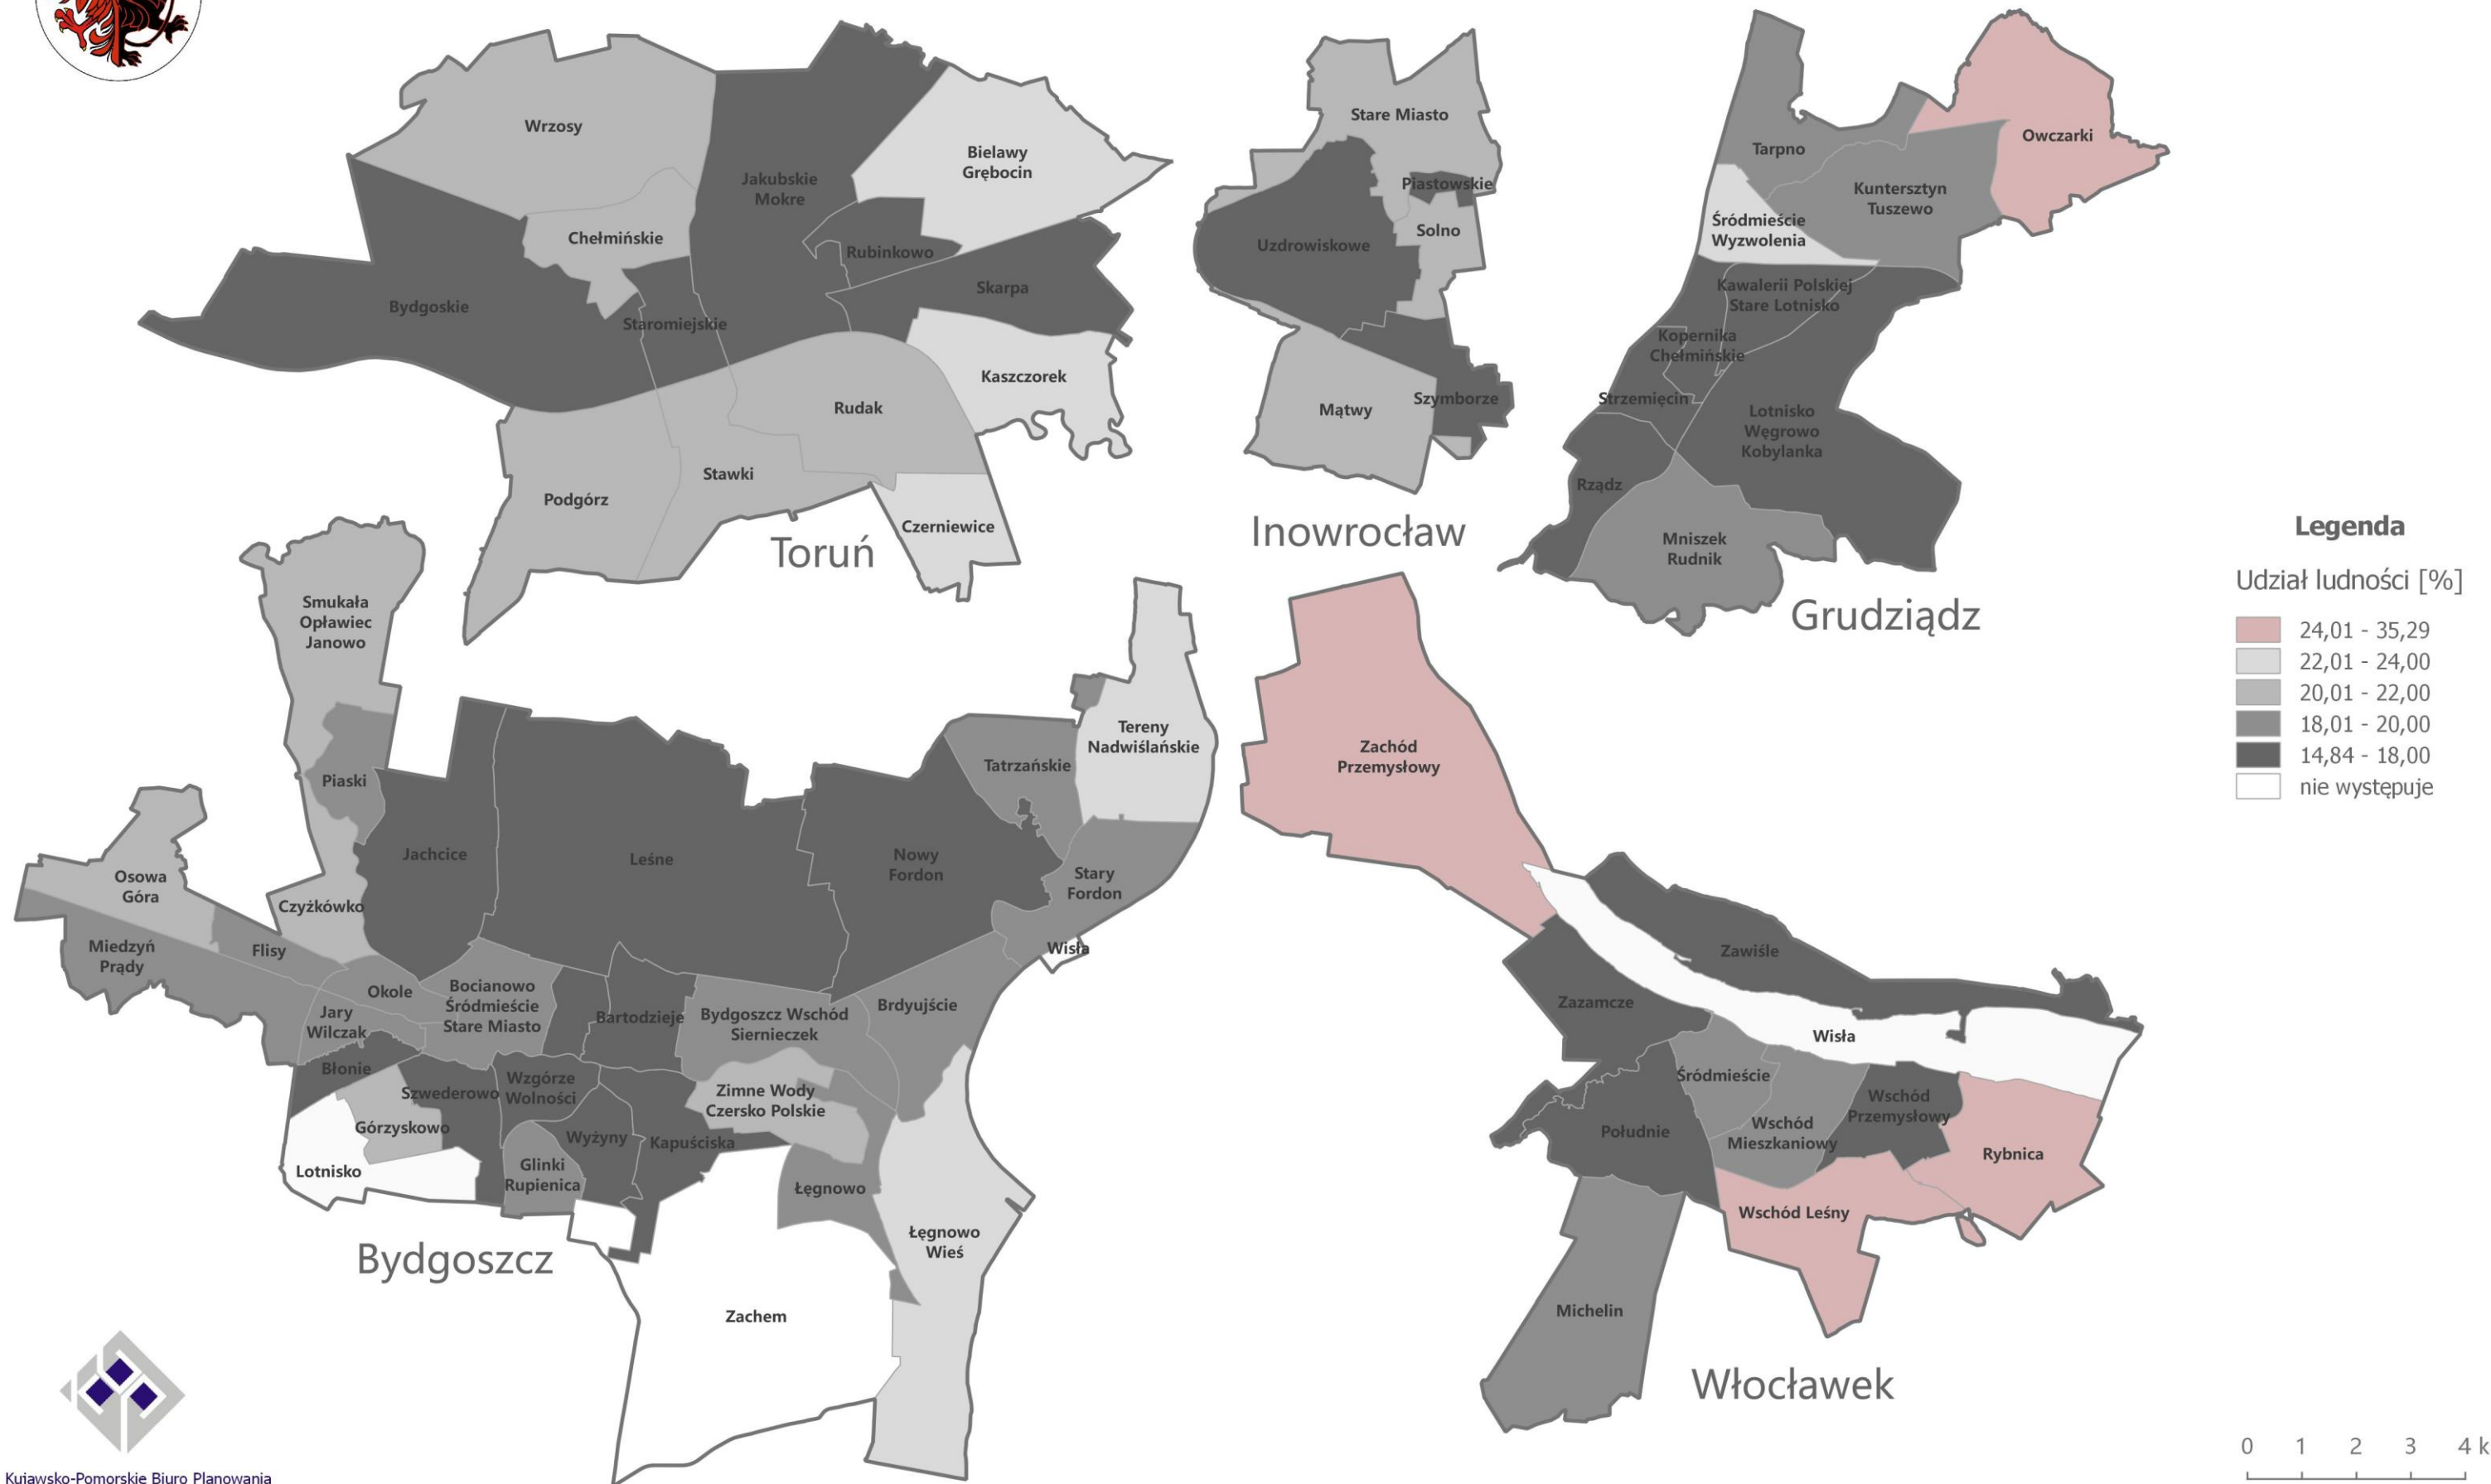 Wrzosy
Bielawy
Grębocin
Jakubskie
Mokre
Chełmińskie
Rubinkowo
Bydgoskie
Staromiejskie
Skarpa
Kaszczorek
Rudak
Stawki
Podgórz
Czerniewice
Toruń
Stare Miasto
Piastowskie
Solno
Uzdrowiskowe
Mątwy
Szymborze
Inowrocław
Owczarki
Tarpno
Kuntersztyn
Tuszewo
Śródmieście
Wyzwolenia
Kawalerii Polskiej
Stare Lotnisko
Kopernika
Chełmińskie
Strzemięcin
Lotnisko
Węgrowo
Kobylanka
Rządz
Mniszek
Rudnik
Grudziądz
Legenda
Udział ludności [%]
24,01 - 35,29
22,01 - 24,00
20,01 - 22,00
18,01 - 20,00
14,84 - 18,00
nie występuje
Smukała
Opławiec
Janowo
Piaski
Tereny
Nadwiślańskie
Tatrzańskie
Jachcice
Leśne
Nowy
Fordon
Stary
Fordon
Osowa
Góra
Czyżkówko
Miedzyń
Prądy
Flisy
Wisła
Okole
Bocianowo
Śródmieście
Stare Miasto
Jary
Wilczak
Bartodzieje
Bydgoszcz Wschód
Siernieczek
Brdyujście
Błonie
Szwederowo
Wzgórze
Wolności
Zimne Wody
Czersko Polskie
Górzyskowo
Wyżyny
Kapuściska
Lotnisko
Glinki
Rupienica
Łęgnowo
Łęgnowo
Wieś
Bydgoszcz
Zachem
Zachód
Przemysłowy
Zawiśle
Zazamcze
Wisła
Śródmieście
Wschód
Przemysłowy
Wschód
Mieszkaniowy
Południe
Rybnica
Wschód Leśny
Michelin
Włocławek
0 1 2 3 4 k
Kujawsko-Pomorskie Biuro Planowania